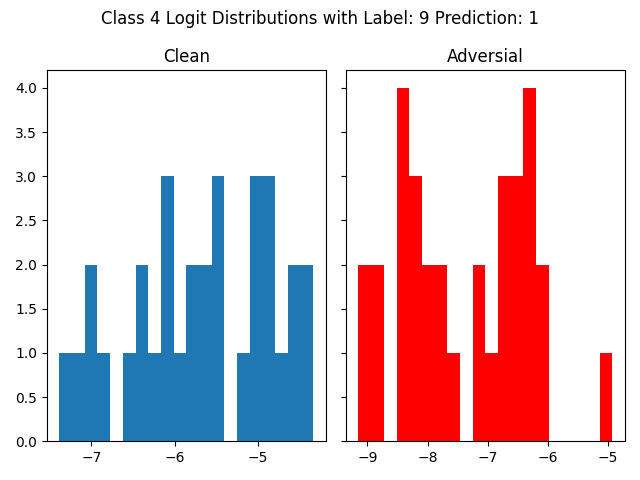 Class 4 Logit Distributions with Label: 9 Prediction: 1
Clean
Adversial
4.0
3.5
3.0
2.5
2.0
1.5
1.0
0.5
0.0
−7 −6 −5
−9 −8 −7 −6 −5